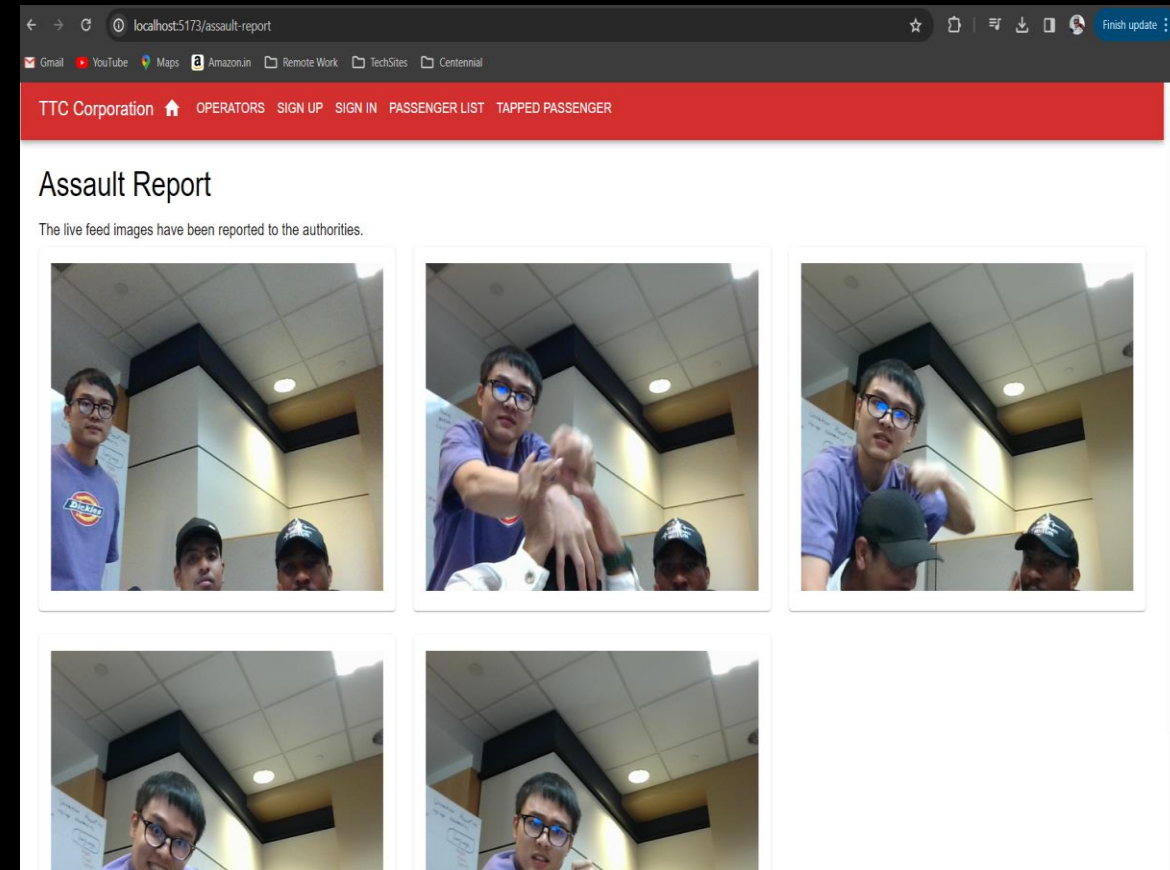 localhost:5173/assault-report
Finish update
Gmail YouTube Maps Amazon.in Remote Work TechSites Centennial
TTC Corporation OPERATORS SIGN UP SIGN IN PASSENGER LIST TAPPED PASSENGER
Assault Report
The live feed images have been reported to the authorities.
Dickies